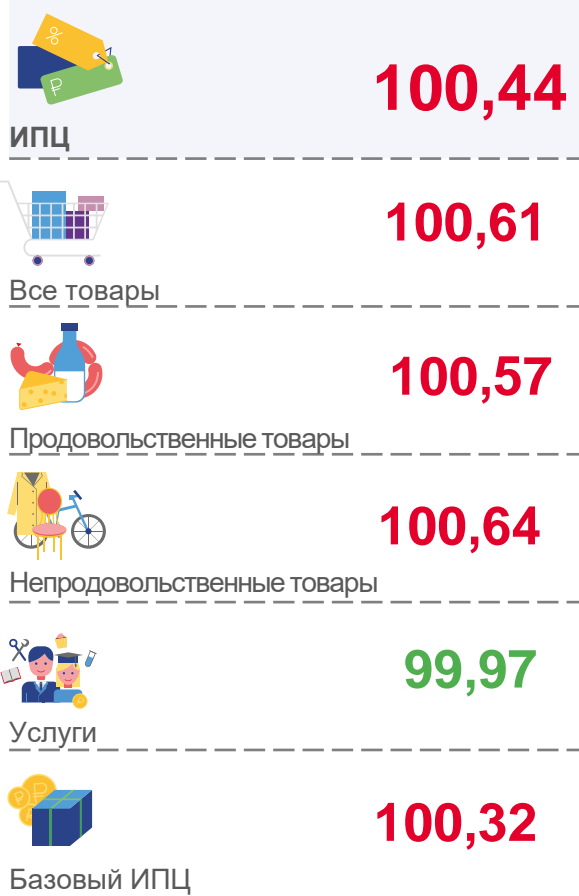 %
₽
100,44
ИПЦ
100,61
Все товары
100,57
Продовольственные товары
100,64
Непродовольственные товары
99,97
Услуги
₽ ₽
100,32
Базовый ИПЦ